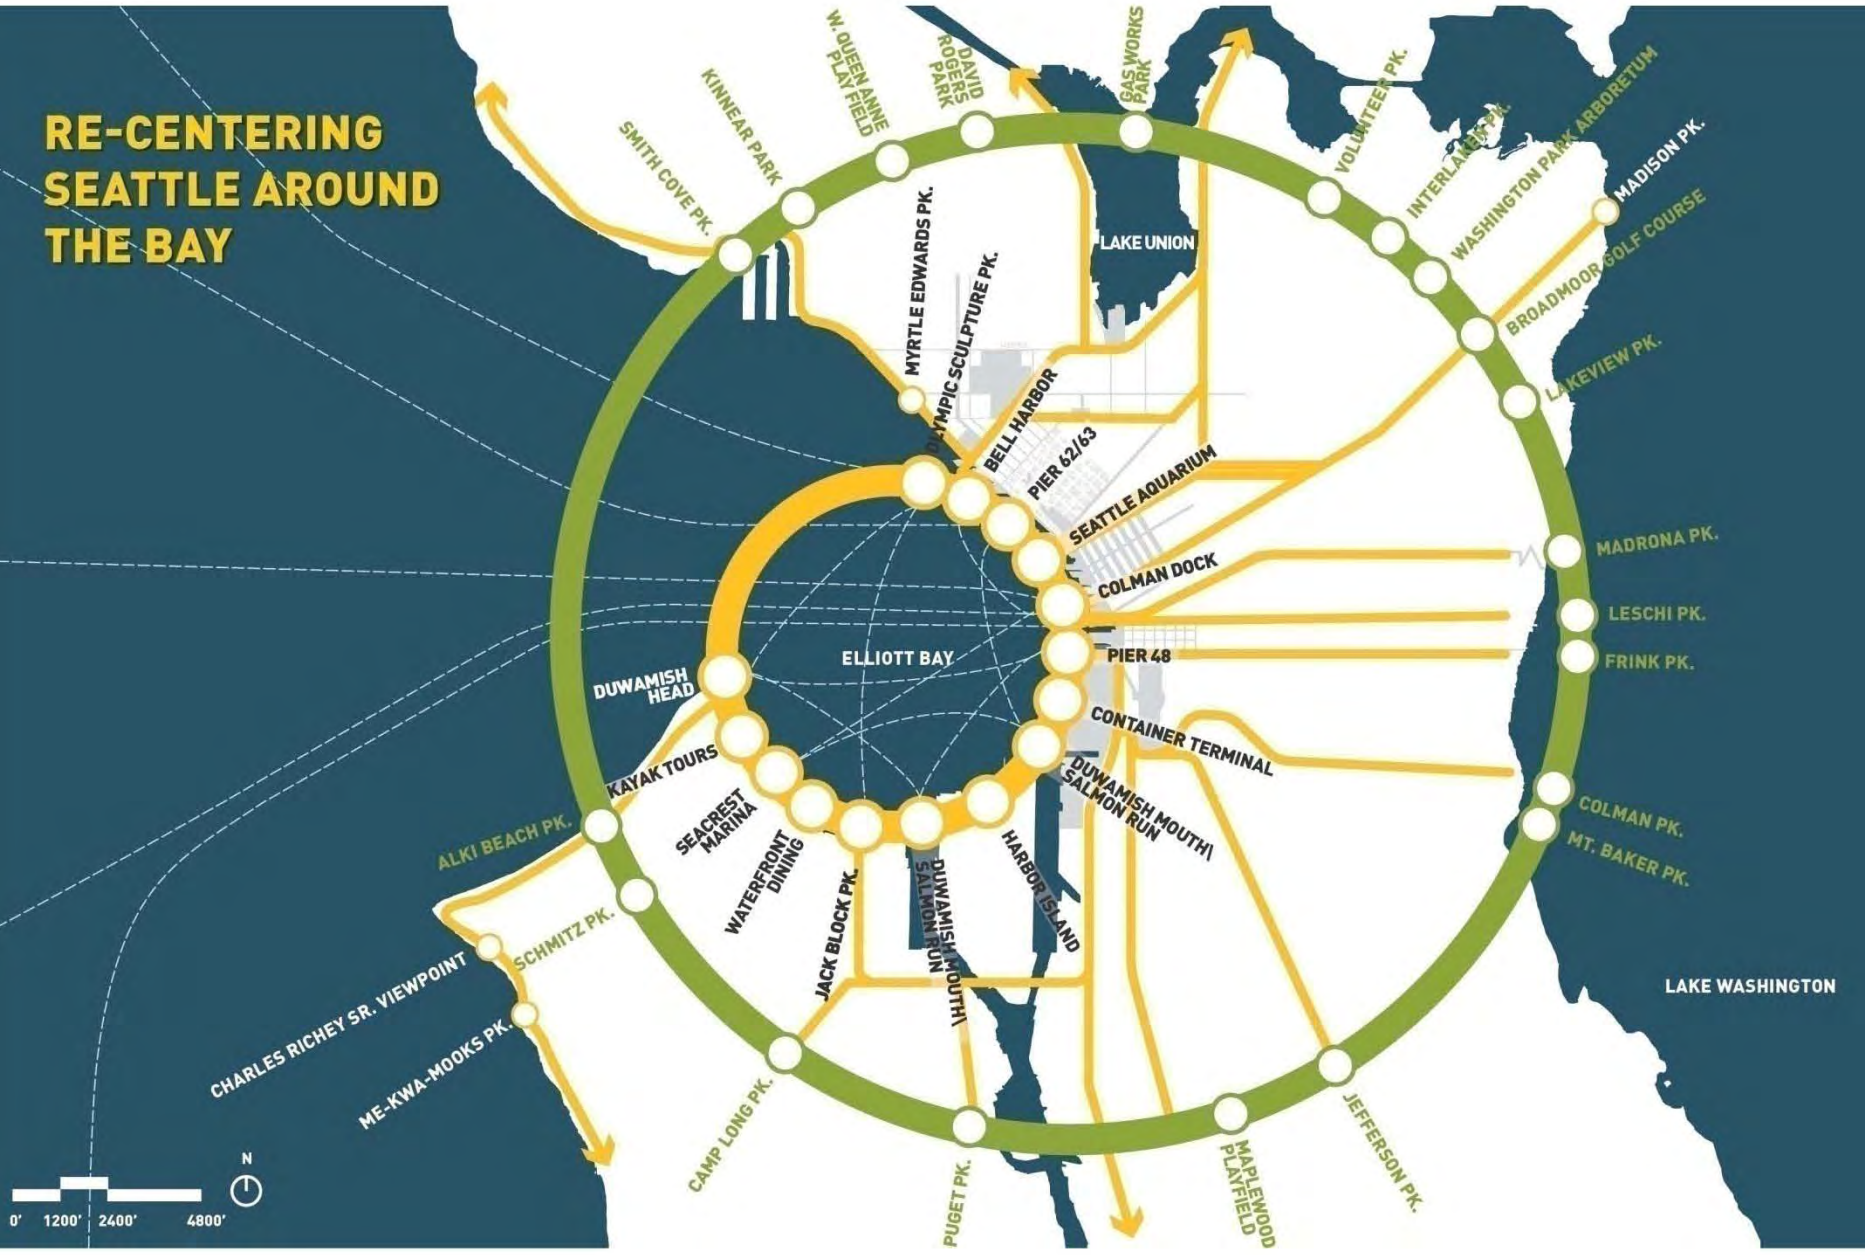 RE-CENTERING
SEATTLE AROUND
THE BAY
SMITH COVE PK.
KINNEAR PARK
W. QUEEN ANNE
PLAY FIELD
DAVID
ROGERS
PARK
GAS WORKS
PARK
VOLUNTEER PK.
INTERLAKEN PK.
WASHINGTON PARK ARBORETUM
MADISON PK.
BROADMOOR GOLF COURSE
LAKEVIEW PK.
MADRONA PK.
LESCHI PK.
FRINK PK.
COLMAN PK.
MT. BAKER PK.
LAKE WASHINGTON
JEFFERSON PK.
MAPLEWOOD
PLAYFIELD
PUGET PK.
CAMP LONG PK.
SCHMITZ PK.
ALKI BEACH PK.
CHARLES RICHEY SR. VIEWPOINT
ME-KWA-MOOKS PK.
LAKE UNION
MYRTLE EDWARDS PK.
OLYMPIC SCULPTURE PK.
BELL HARBOR
PIER 62/63
SEATTLE AQUARIUM
COLMAN DOCK
PIER 48
CONTAINER TERMINAL
DUWAMISH MOUTH\
SALMON RUN
HARBOR ISLAND
DUWAMISH MOUTH\
SALMON RUN
JACK BLOCK PK.
WATERFRONT
DINING
SEACREST
MARINA
KAYAK TOURS
DUWAMISH
HEAD
ELLIOTT BAY
N
0' 1200' 2400' 4800'